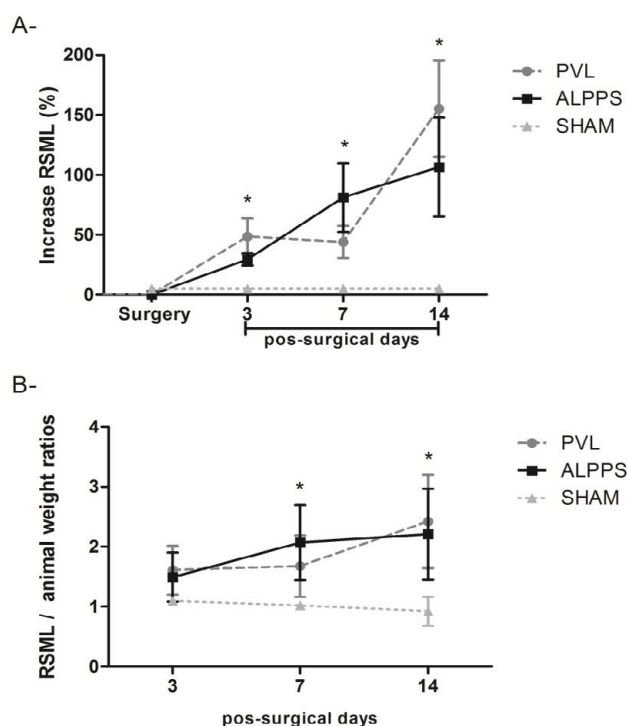 A-
Increase RSML (%)
200
150
100
50
0
*
*
*
Surgery 3 7 14
pos-surgical days
PVL
ALPPS
SHAM
B-
RSML / animal weight ratios
4
3
2
1
0
*
*
3 7 14
pos-surgical days
PVL
ALPPS
SHAM